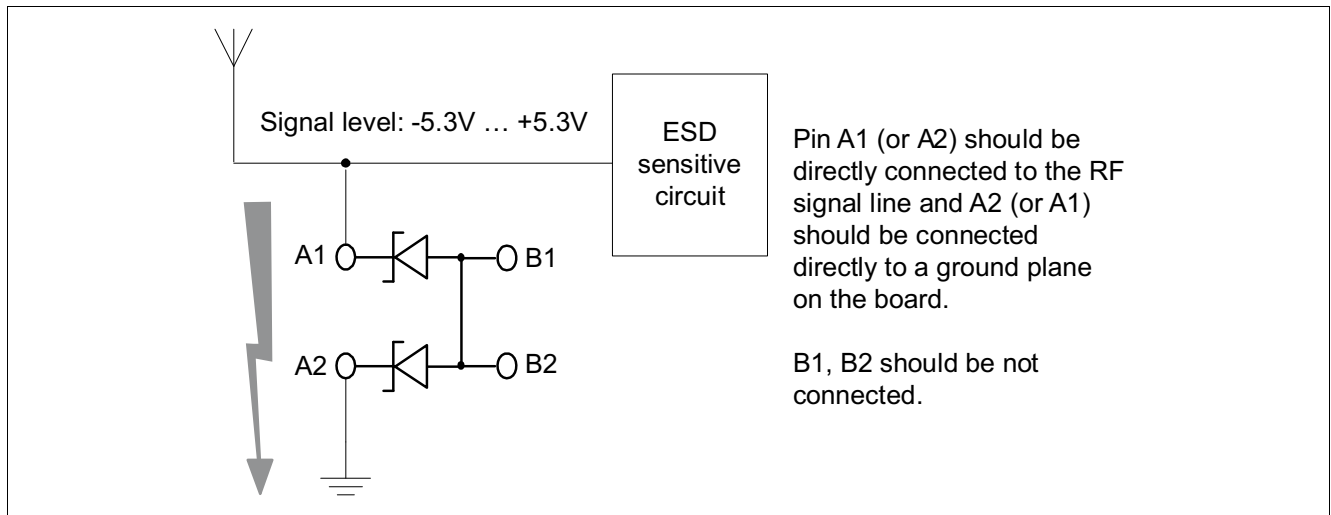 Signal level: -5.3V … +5.3V
ESD
sensitive
circuit
A1
B1
A2
B2
Pin A1 (or A2) should be
directly connected to the RF
signal line and A2 (or A1)
should be connected
directly to a ground plane
on the board.
B1, B2 should be not
connected.